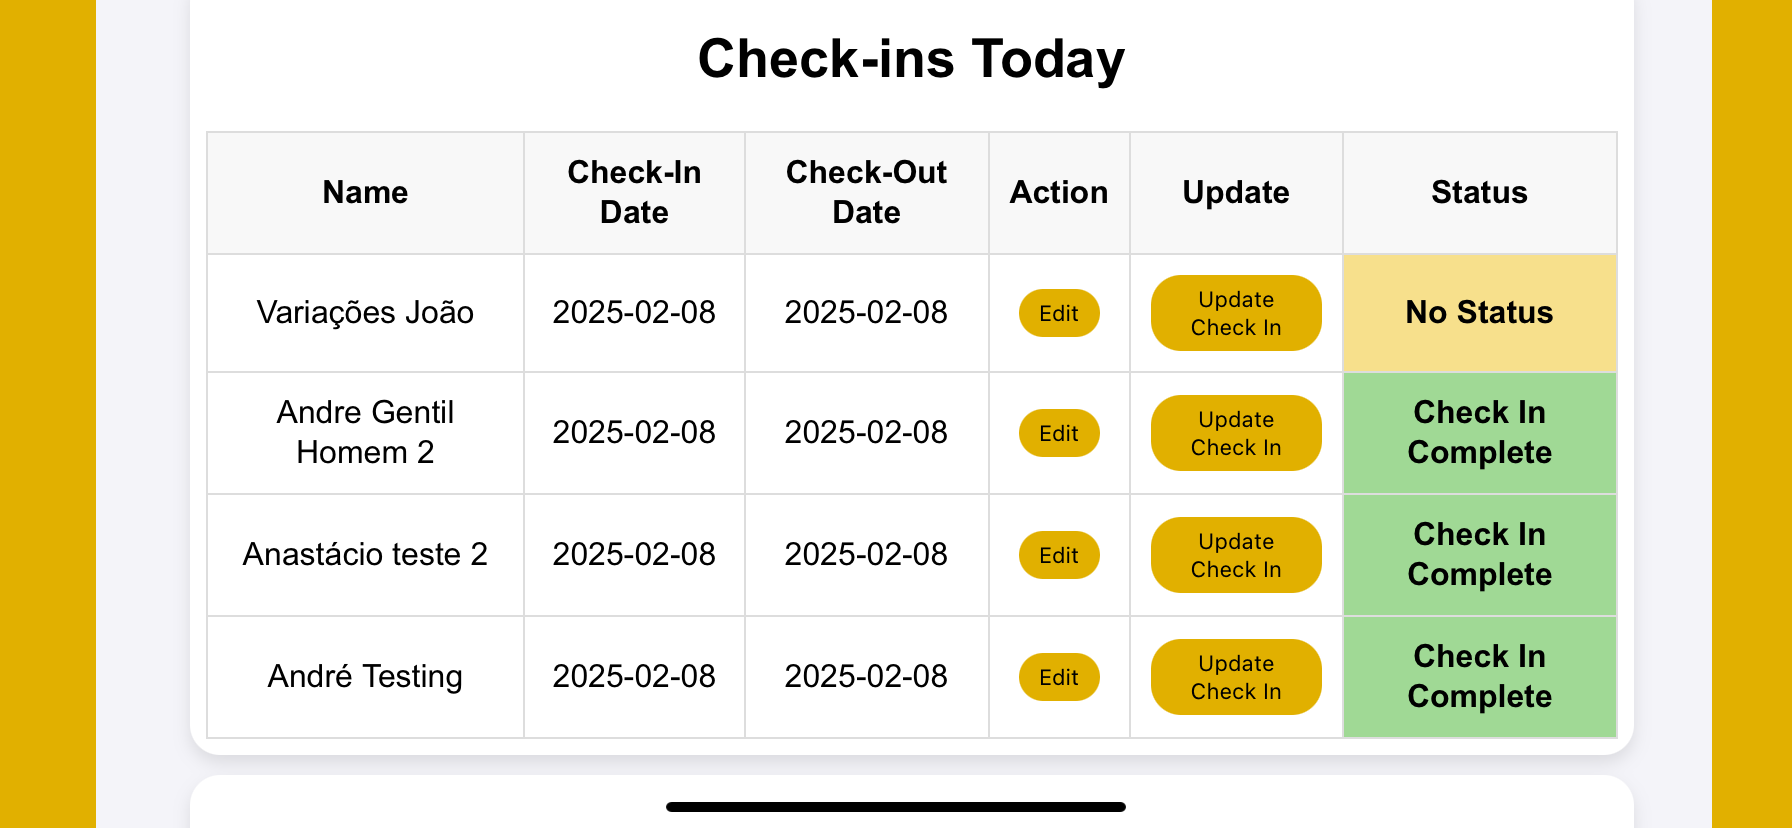 Check-ins Today
Name
Check-In
Date
Check-Out
Date
Action
Update
Status
Variações João
2025-02-08
2025-02-08
Edit
Update
Check In
No Status
Andre Gentil
Homem 2
2025-02-08
2025-02-08
Edit
Update
Check In
Check In
Complete
Anastácio teste 2
2025-02-08
2025-02-08
Edit
Update
Check In
Check In
Complete
André Testing
2025-02-08
2025-02-08
Edit
Update
Check In
Check In
Complete